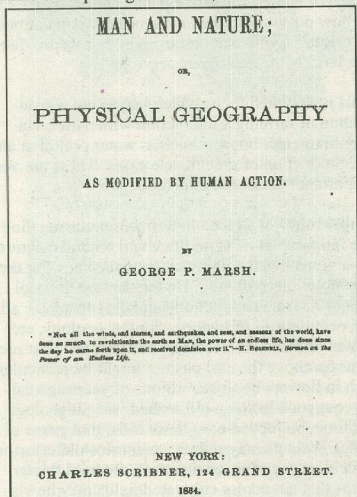 MAN AND NATURE;
OR,
PHYSICAL GEOGRAPHY
AS MODIFIED BY HUMAN ACTION.
BY
GEORGE P. MARSH.
"Not all the winds, and storms, and earthquakes, and seas, and seasons of the world, have
done so much to revolutionize the earth as MAN, the power of an endless life, has done since
the day he came forth upon it, and received dominion over it."—H. BUSHNELL, Sermon on the
Power of an Endless Life.
NEW YORK:
CHARLES SCRIBNER, 124 GRAND STREET.
1864.